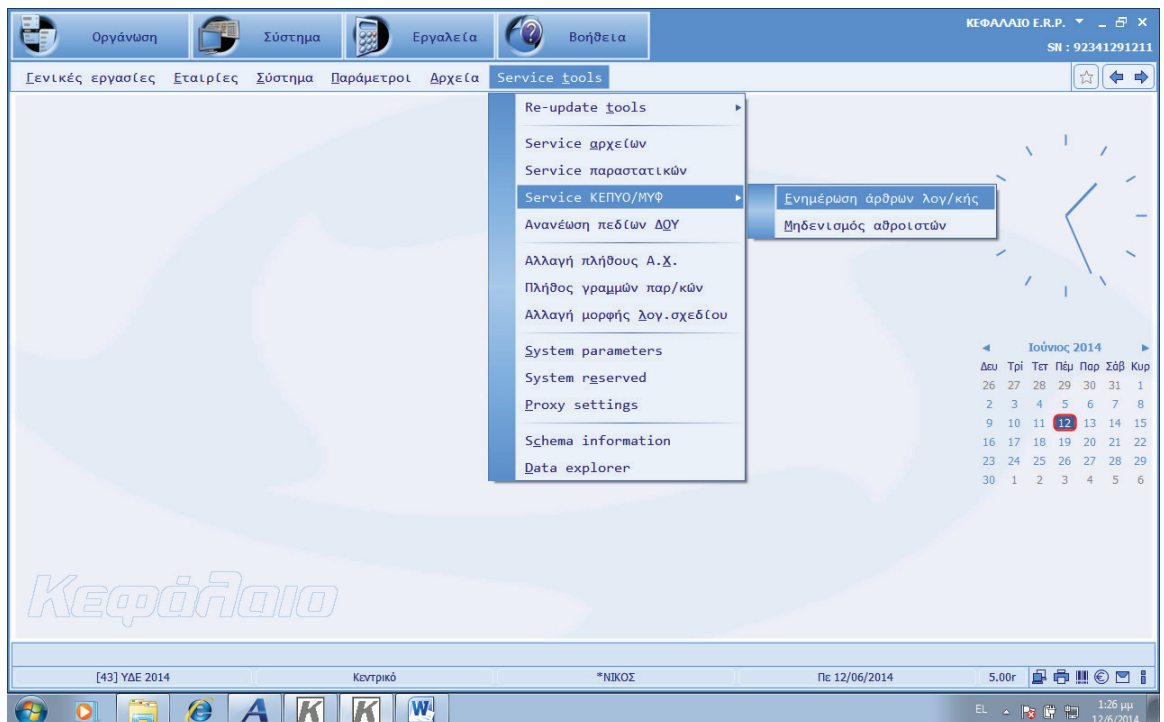 Οργάνωση Σύστημα Εργαλεία Βοήθεια
ΚΕΦΑΛΑΙΟ E.R.P.
SN : 92341291211
Γενικές εργασίες Εταιρίες Σύστημα Παράμετροι Αρχεία Service tools
Re-update tools
Service αρχείων
Service παραστατικών
Service ΚΕΠΥΟ/ΜΥΦ
Ενημέρωση άρθρων λογ/κής
Μηδενισμός αθροιστών
Ανανέωση πεδίων ΔΟΥ
Αλλαγή πλήθους Α.Χ.
Πλήθος γραμμών παρ/κών
Αλλαγή μορφής λογ.σχεδίου
System parameters
System reserved
Proxy settings
Schema information
Data explorer
Ιούνιος 2014
Δευ Τρί Τετ Πέμ Παρ Σάβ Κυρ
26 27 28 29 30 31 1
2 3 4 5 6 7 8
9 10 11 12 13 14 15
16 17 18 19 20 21 22
23 24 25 26 27 28 29
30 1 2 3 4 5 6
Κεφάλαιο
[43] ΥΔΕ 2014 Κεντρικό *ΝΙΚΟΣ Πε 12/06/2014 5.00r
EL 1:26 μμ
12/6/2014